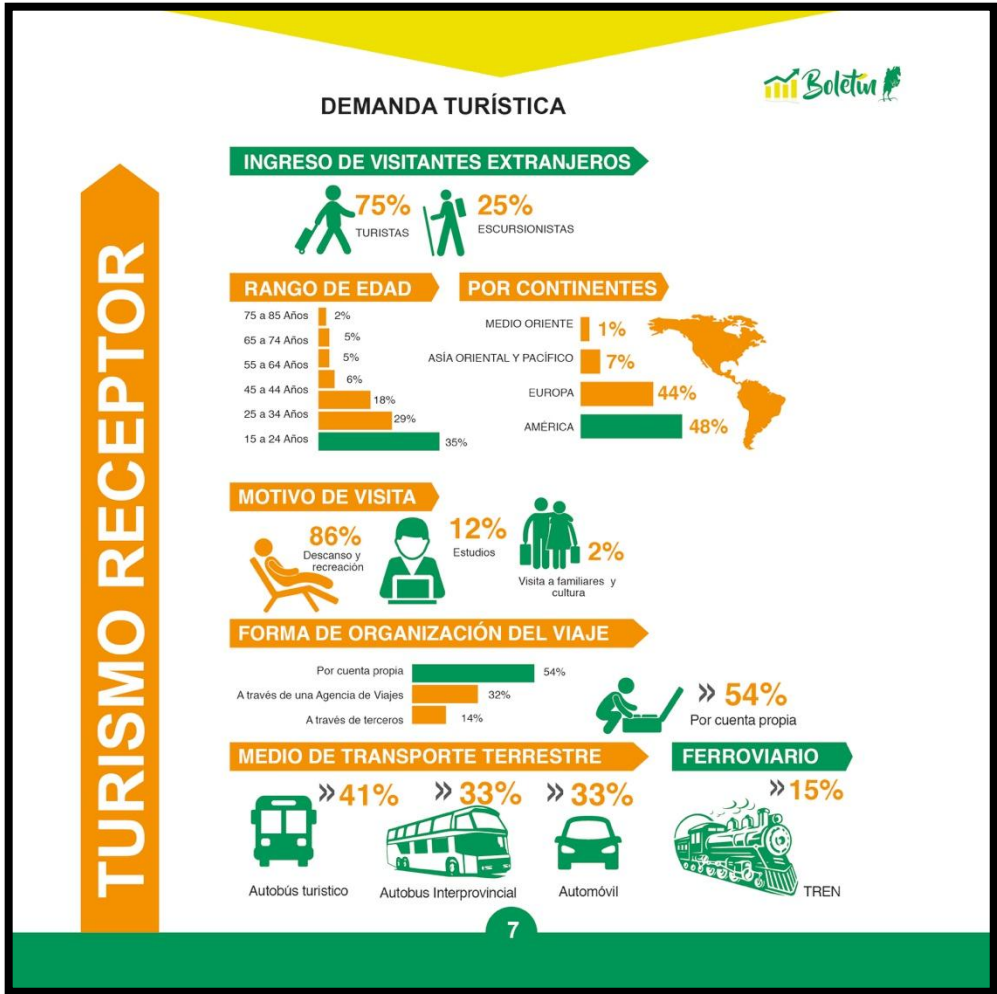 Boletín
DEMANDA TURÍSTICA
TURISMO RECEPTOR
INGRESO DE VISITANTES EXTRANJEROS
75%
TURISTAS
25%
ESCURSIONISTAS
RANGO DE EDAD
75 a 85 Años 2%
65 a 74 Años 5%
55 a 64 Años 5%
6%
45 a 44 Años
18%
25 a 34 Años 29%
15 a 24 Años 35%
POR CONTINENTES
MEDIO ORIENTE 1%
ASÍA ORIENTAL Y PACÍFICO 7%
EUROPA 44%
AMÉRICA 48%
MOTIVO DE VISITA
86%
Descanso y
recreación
12%
Estudios
2%
Visita a familiares y
cultura
FORMA DE ORGANIZACIÓN DEL VIAJE
Por cuenta propia 54%
A través de una Agencia de Viajes 32%
A través de terceros 14%
» 54%
Por cuenta propia
MEDIO DE TRANSPORTE TERRESTRE
» 41%
Autobús turistico
» 33%
Autobus Interprovincial
» 33%
Automóvil
FERROVIARIO
» 15%
TREN
7